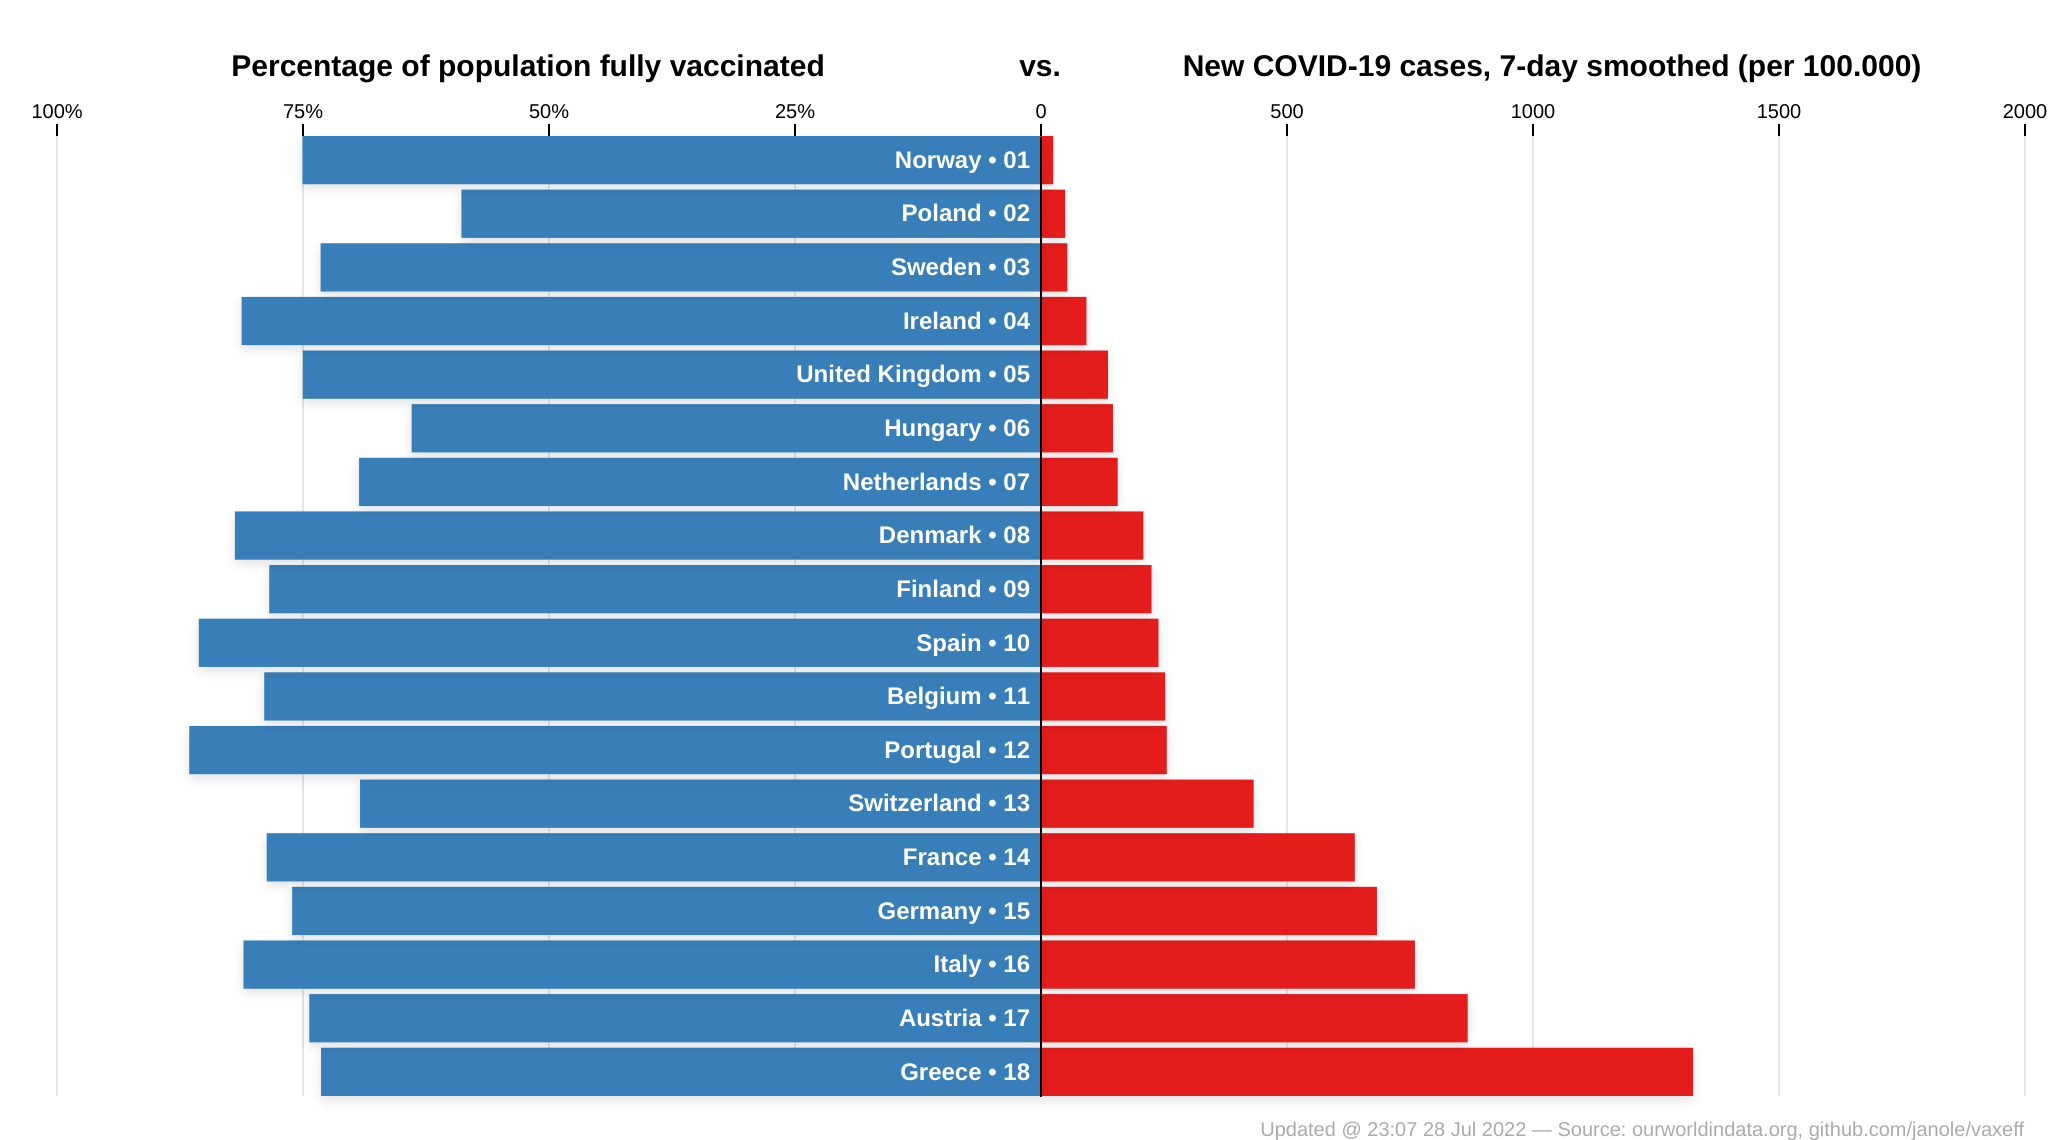 Percentage of population fully vaccinated vs. New COVID-19 cases, 7-day smoothed (per 100.000)
100% 75% 50% 25% 0 500 1000 1500 2000
Norway • 01
Poland • 02
Sweden • 03
Ireland • 04
United Kingdom • 05
Hungary • 06
Netherlands • 07
Denmark • 08
Finland • 09
Spain • 10
Belgium • 11
Portugal • 12
Switzerland • 13
France • 14
Germany • 15
Italy • 16
Austria • 17
Greece • 18
Updated @ 23:07 28 Jul 2022 — Source: ourworldindata.org, github.com/janole/vaxeff